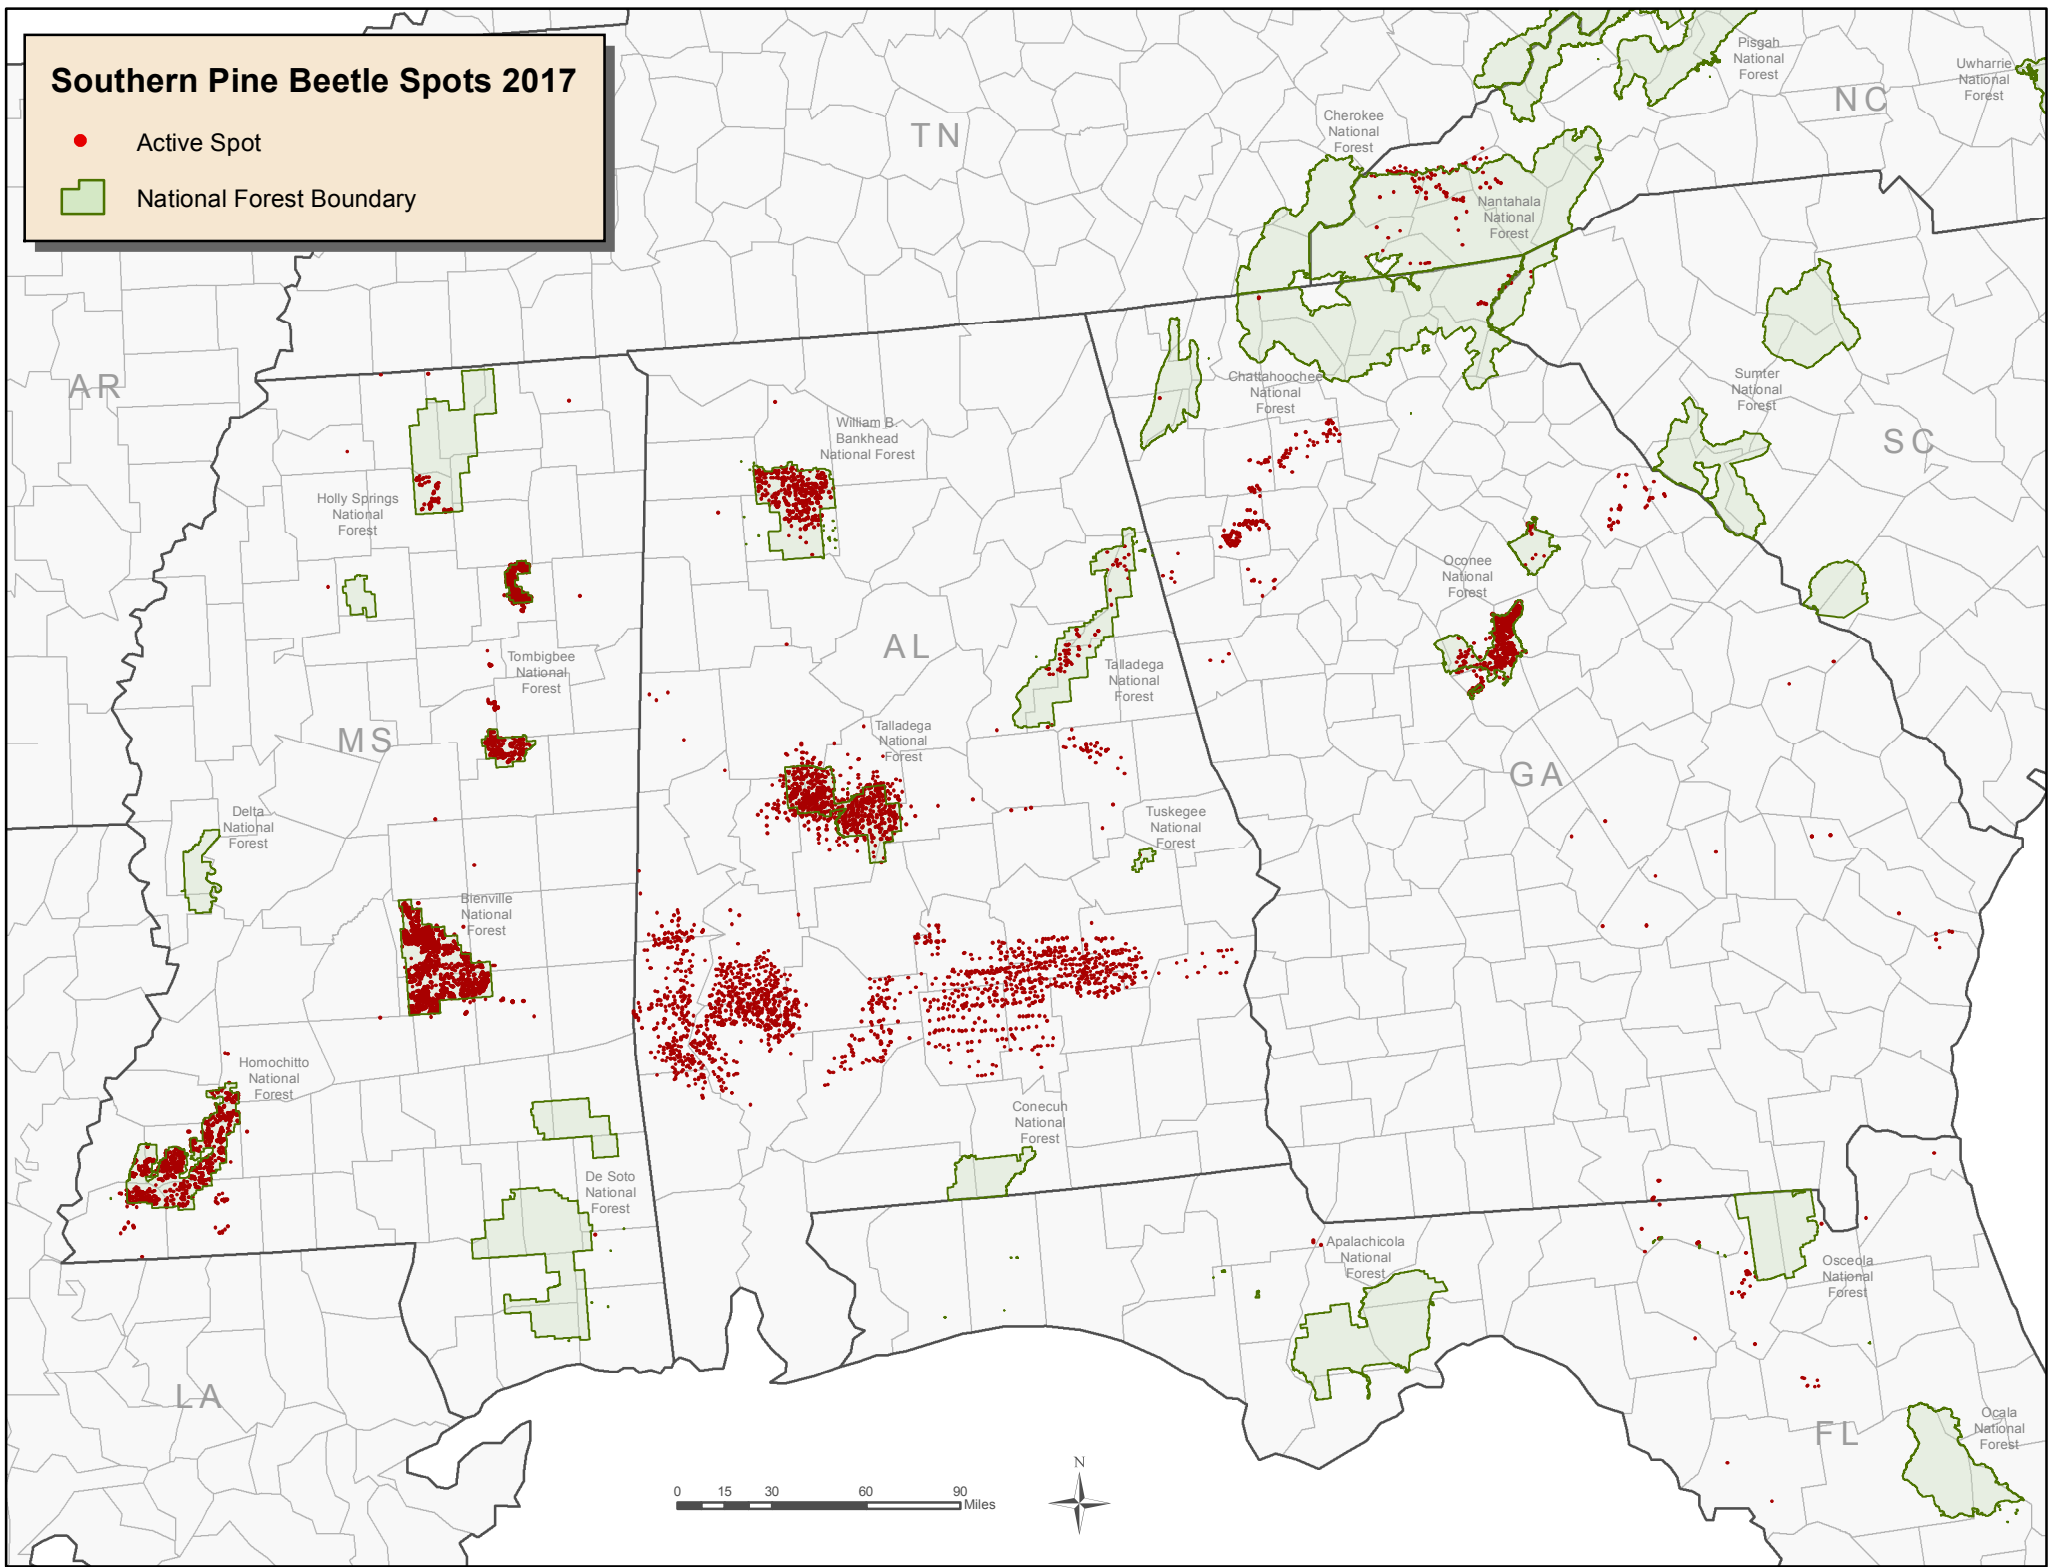 Southern Pine Beetle Spots 2017
Active Spot
National Forest Boundary
Pisgah
National
Forest
Uwharrie
National
Forest
NC
Cherokee
National
Forest
TN
Nantahala
National
Forest
AR
Chattahoochee
National
Forest
Sumter
National
Forest
SC
William B.
Bankhead
National Forest
Holly Springs
National
Forest
Oconee
National
Forest
AL
Tombigbee
National
Forest
Talladega
National
Forest
MS
Talladega
National
Forest
GA
Delta
National
Forest
Tuskegee
National
Forest
Bienville
National
Forest
Homochitto
National
Forest
Conecuh
National
Forest
De Soto
National
Forest
Apalachicola
National
Forest
Osceola
National
Forest
LA
FL
Ocala
National
Forest
N
0 15 30 60 90
Miles